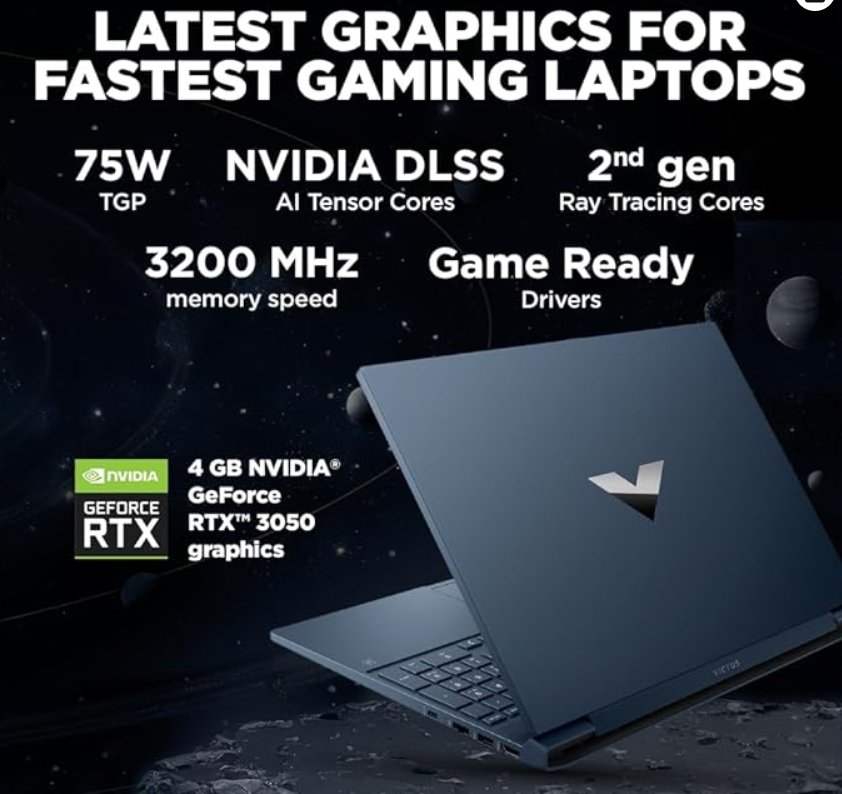 LATEST GRAPHICS FOR
FASTEST GAMING LAPTOPS
75W NVIDIA DLSS 2nd gen
TGP AI Tensor Cores Ray Tracing Cores
3200 MHz Game Ready
memory speed Drivers
NVIDIA
GEFORCE
RTX
4 GB NVIDIA®
GeForce
RTX™ 3050
graphics
VICTUS